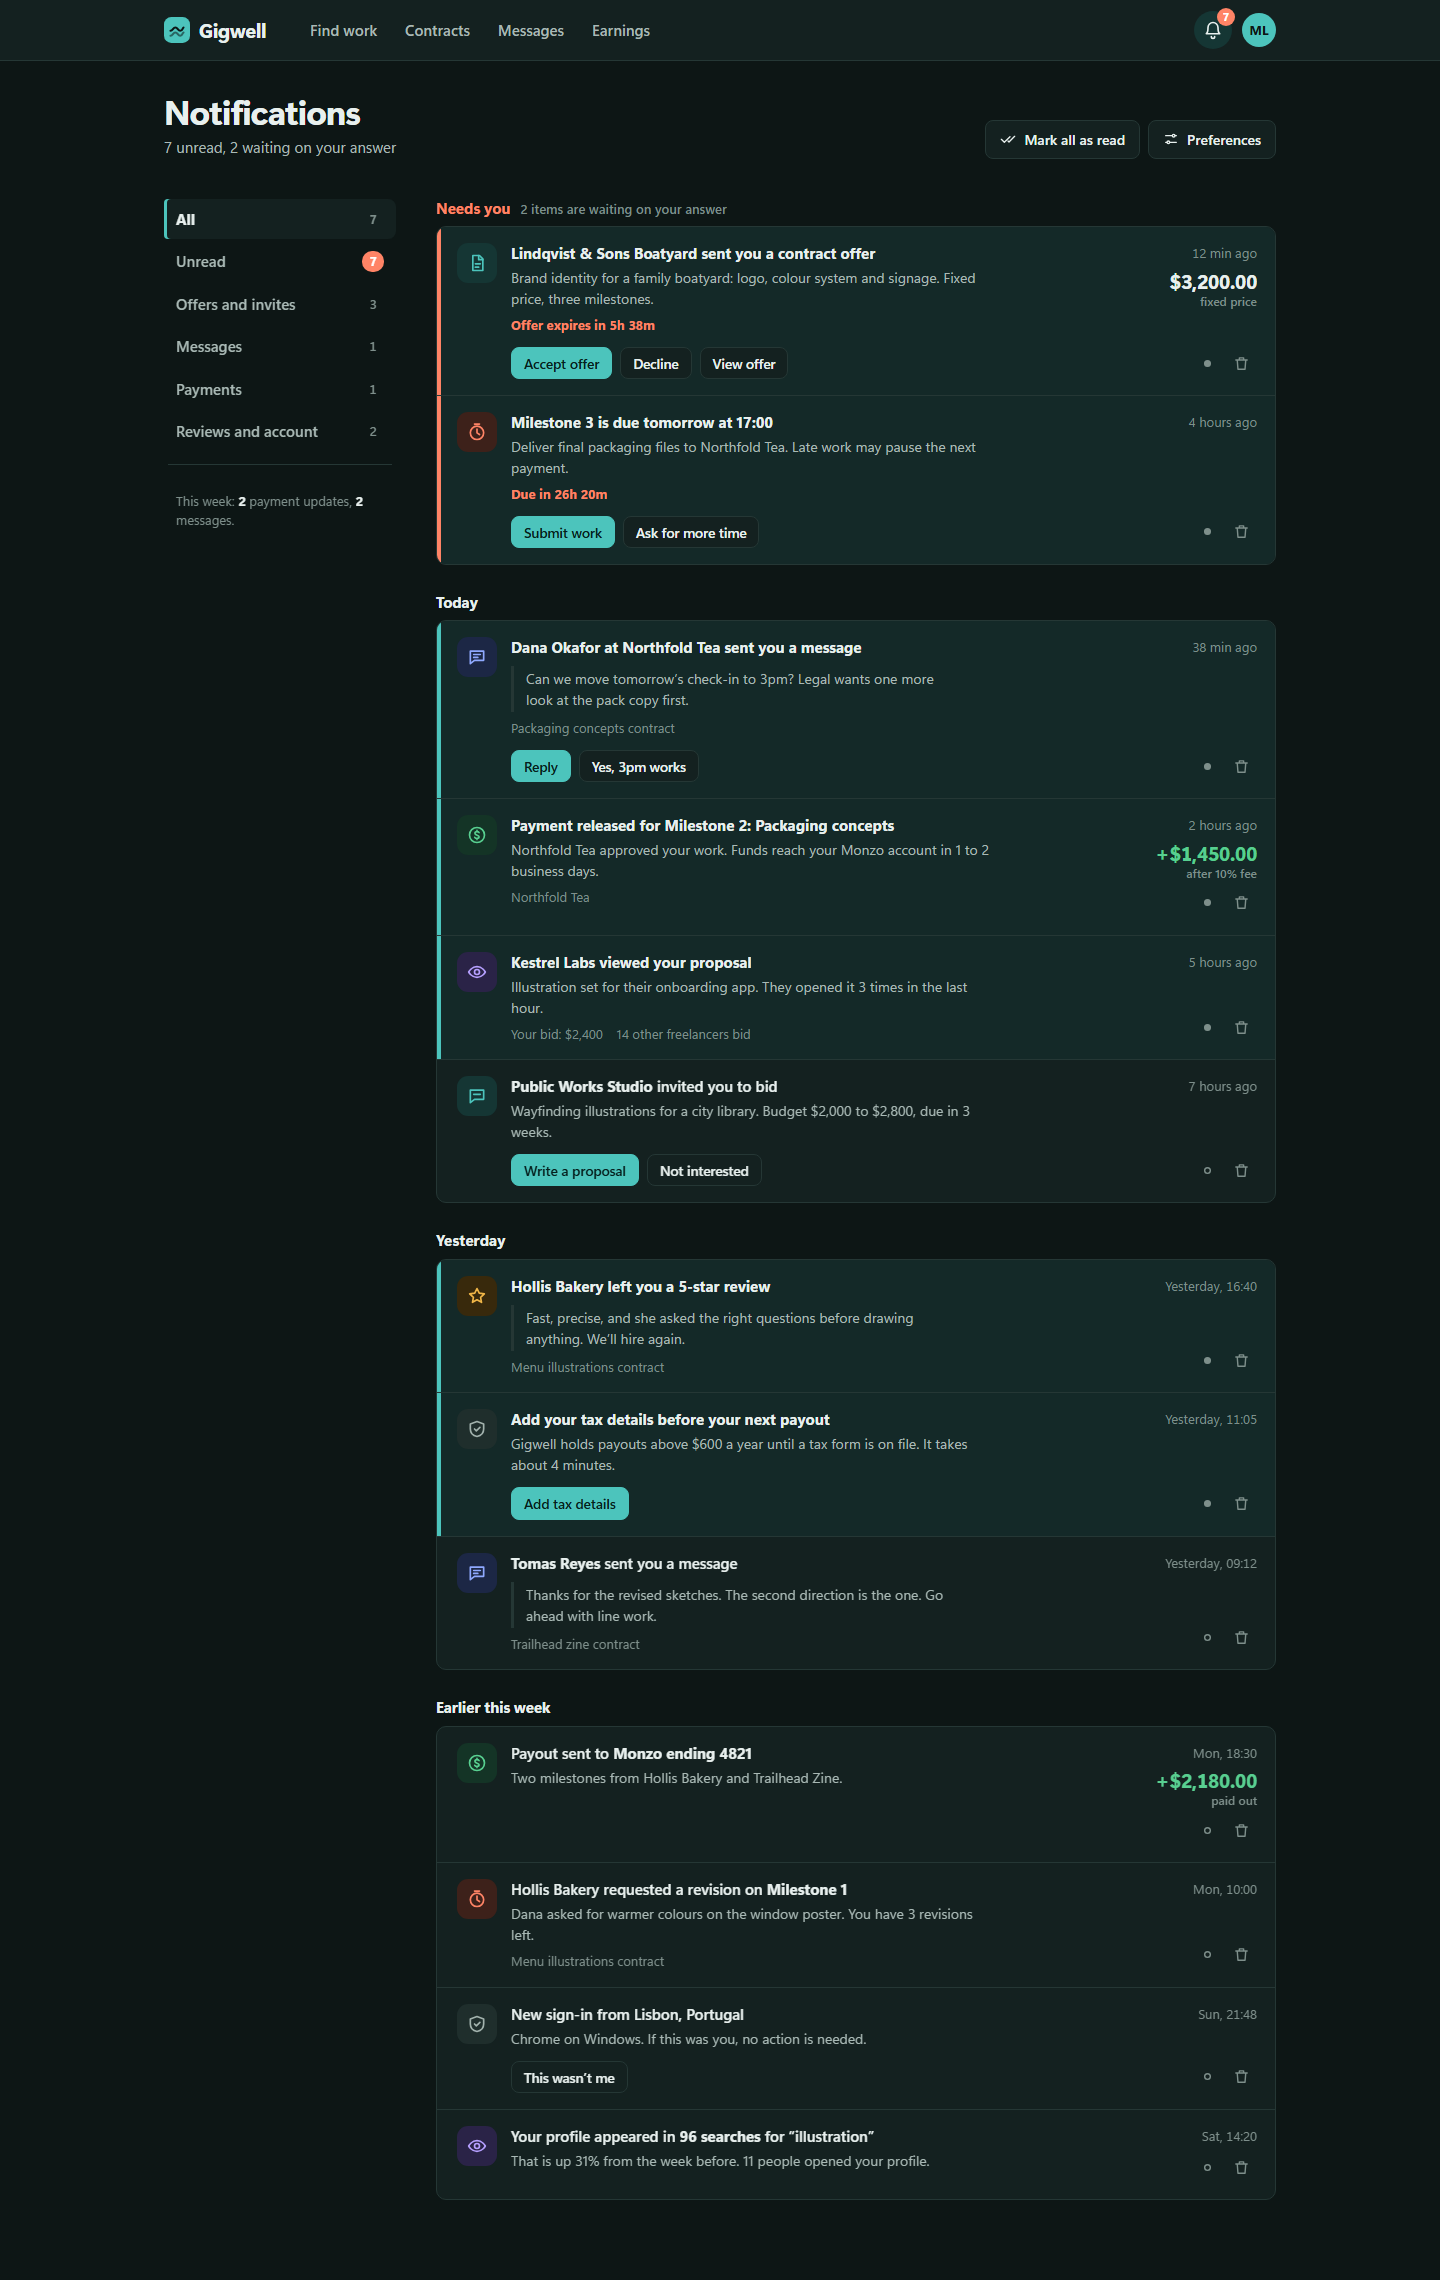 Gigwell
Find work
Contracts
Messages
Earnings
7
ML
Notifications
7 unread, 2 waiting on your answer
Mark all as read
Preferences
All
7
Unread
7
Offers and invites
3
Messages
1
Payments
1
Reviews and account
2
This week: 2 payment updates, 2
messages.
Needs you
2 items are waiting on your answer
Lindqvist & Sons Boatyard sent you a contract offer
12 min ago
Brand identity for a family boatyard: logo, colour system and signage. Fixed
price, three milestones.
$3,200.00
fixed price
Offer expires in 5h 38m
Accept offer
Decline
View offer
Milestone 3 is due tomorrow at 17:00
4 hours ago
Deliver final packaging files to Northfold Tea. Late work may pause the next
payment.
Due in 26h 20m
Submit work
Ask for more time
Today
Dana Okafor at Northfold Tea sent you a message
38 min ago
Can we move tomorrow's check-in to 3pm? Legal wants one more
look at the pack copy first.
Packaging concepts contract
Reply
Yes, 3pm works
Payment released for Milestone 2: Packaging concepts
2 hours ago
Northfold Tea approved your work. Funds reach your Monzo account in 1 to 2
business days.
+$1,450.00
after 10% fee
Northfold Tea
Kestrel Labs viewed your proposal
5 hours ago
Illustration set for their onboarding app. They opened it 3 times in the last
hour.
Your bid: $2,400
14 other freelancers bid
Public Works Studio invited you to bid
7 hours ago
Wayfinding illustrations for a city library. Budget $2,000 to $2,800, due in 3
weeks.
Write a proposal
Not interested
Yesterday
Hollis Bakery left you a 5-star review
Yesterday, 16:40
Fast, precise, and she asked the right questions before drawing
anything. We'll hire again.
Menu illustrations contract
Add your tax details before your next payout
Yesterday, 11:05
Gigwell holds payouts above $600 a year until a tax form is on file. It takes
about 4 minutes.
Add tax details
Tomas Reyes sent you a message
Yesterday, 09:12
Thanks for the revised sketches. The second direction is the one. Go
ahead with line work.
Trailhead zine contract
Earlier this week
Payout sent to Monzo ending 4821
Mon, 18:30
Two milestones from Hollis Bakery and Trailhead Zine.
+$2,180.00
paid out
Hollis Bakery requested a revision on Milestone 1
Mon, 10:00
Dana asked for warmer colours on the window poster. You have 3 revisions
left.
Menu illustrations contract
New sign-in from Lisbon, Portugal
Sun, 21:48
Chrome on Windows. If this was you, no action is needed.
This wasn't me
Your profile appeared in 96 searches for “illustration”
Sat, 14:20
That is up 31% from the week before. 11 people opened your profile.